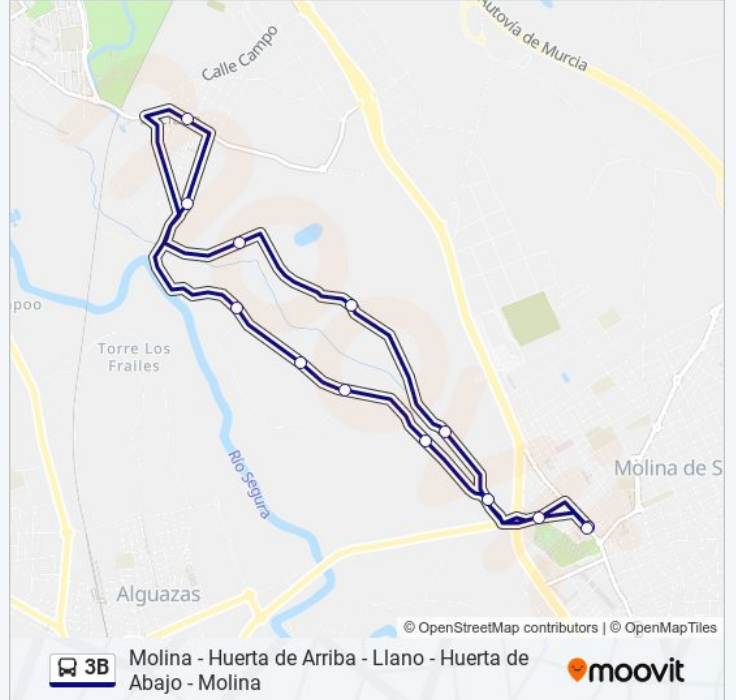 Autovía de Murcia
Calle Campo
poo
Torre Los
Frailes
Río Segura
Molina de S
Alguazas
© OpenStreetMap contributors | © OpenMapTiles
3B
Molina - Huerta de Arriba - Llano - Huerta de
Abajo - Molina
moovit